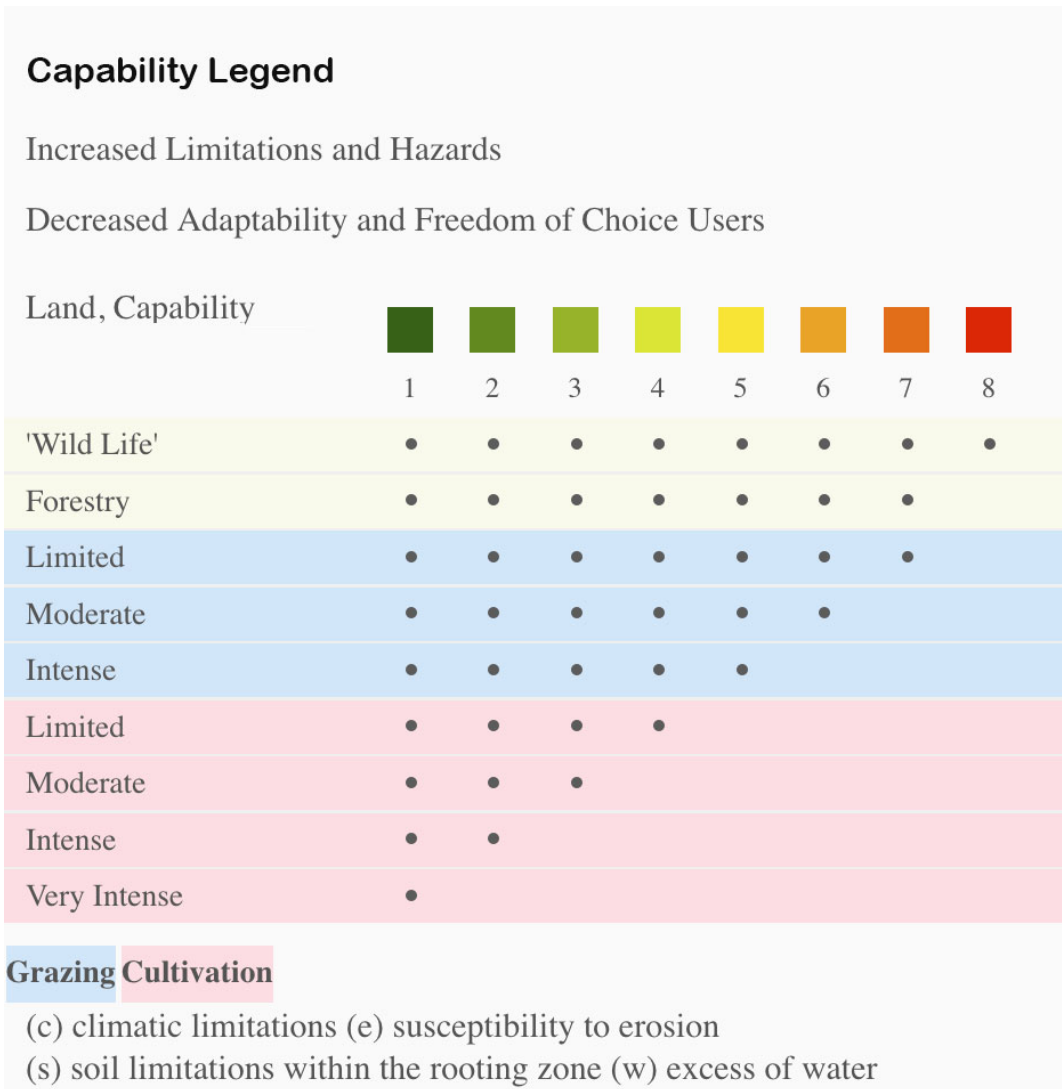 Capability Legend
Increased Limitations and Hazards
Decreased Adaptability and Freedom of Choice Users
Land, Capability
1 2 3 4 5 6 7 8
'Wild Life' • • • • • • • •
Forestry • • • • • • •
Limited • • • • • • •
Moderate • • • • • •
Intense • • • • •
Limited • • • •
Moderate • • •
Intense • •
Very Intense •
Grazing Cultivation
(c) climatic limitations (e) susceptibility to erosion
(s) soil limitations within the rooting zone (w) excess of water